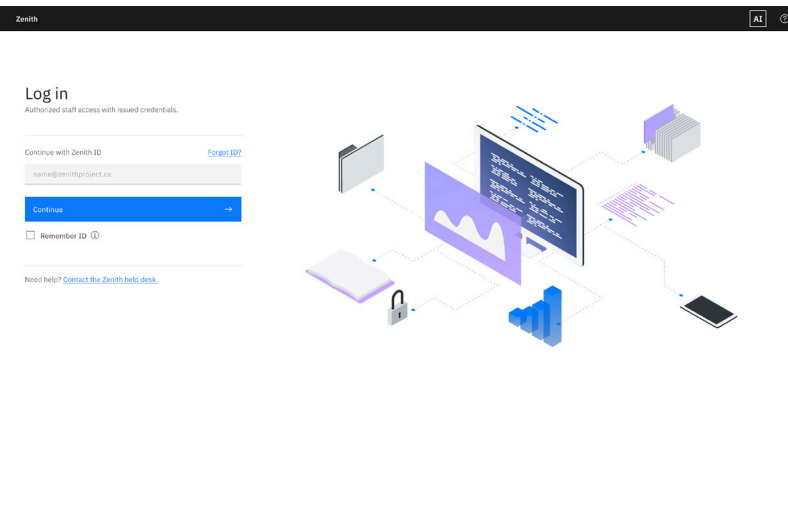 Zenith
AI
Log in
Authorized staff access with issued credentials.
Continue with Zenith ID
Forgot ID?
name@zenithproject.ca
Continue
Remember ID
Need help? Contact the Zenith help desk.